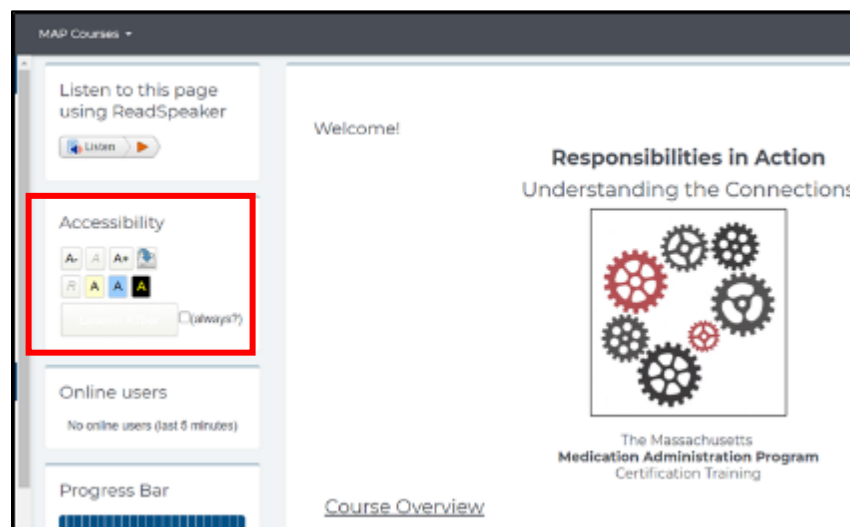 MAP Courses
Listen to this page
using ReadSpeaker
Listen
Accessibility
A- A A+
R A A A
(always?)
Online users
No online users (last 5 minutes)
Progress Bar
Welcome!
Responsibilities in Action
Understanding the Connections
The Massachusetts
Medication Administration Program
Certification Training
Course Overview